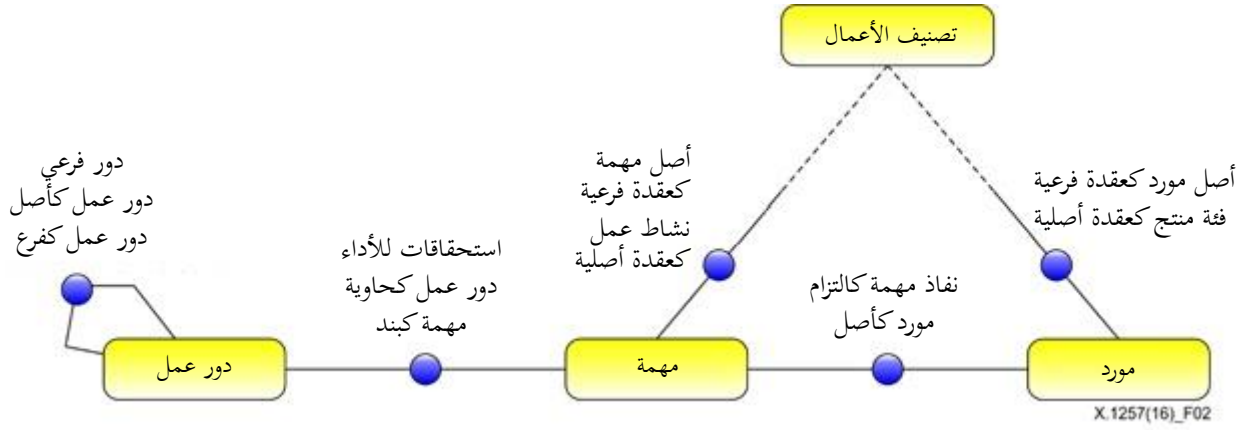 تصنيف الأعمال
أصل مورد كعقدة فرعية
فئة منتج كعقدة أصلية
أصل مهمة
كعقدة فرعية
نشاط عمل
كعقدة أصلية
دور فرعي
دور عمل كأصل
دور عمل كفرع
استحقاقات للأداء
دور عمل كحاوية
مهمة كبند
نفاذ مهمة كالتزام
مورد كأصل
دور عمل
مهمة
مورد
X.1257(16)_F02